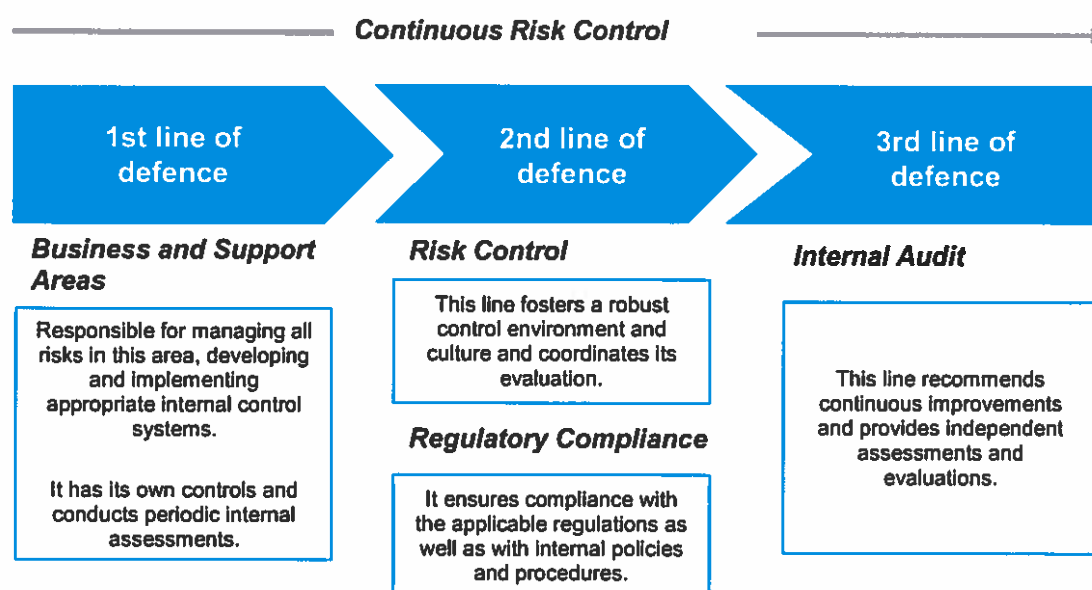 Continuous Risk Control
1st line of
defence
2nd line of
defence
3rd line of
defence
Business and Support
Areas
Responsible for managing all
risks in this area, developing
and implementing
appropriate internal control
systems.
It has its own controls and
conducts periodic internal
assessments.
Risk Control
This line fosters a robust
control environment and
culture and coordinates its
evaluation.
Regulatory Compliance
It ensures compliance with
the applicable regulations as
well as with internal policies
and procedures.
Internal Audit
This line recommends
continuous improvements
and provides independent
assessments and
evaluations.